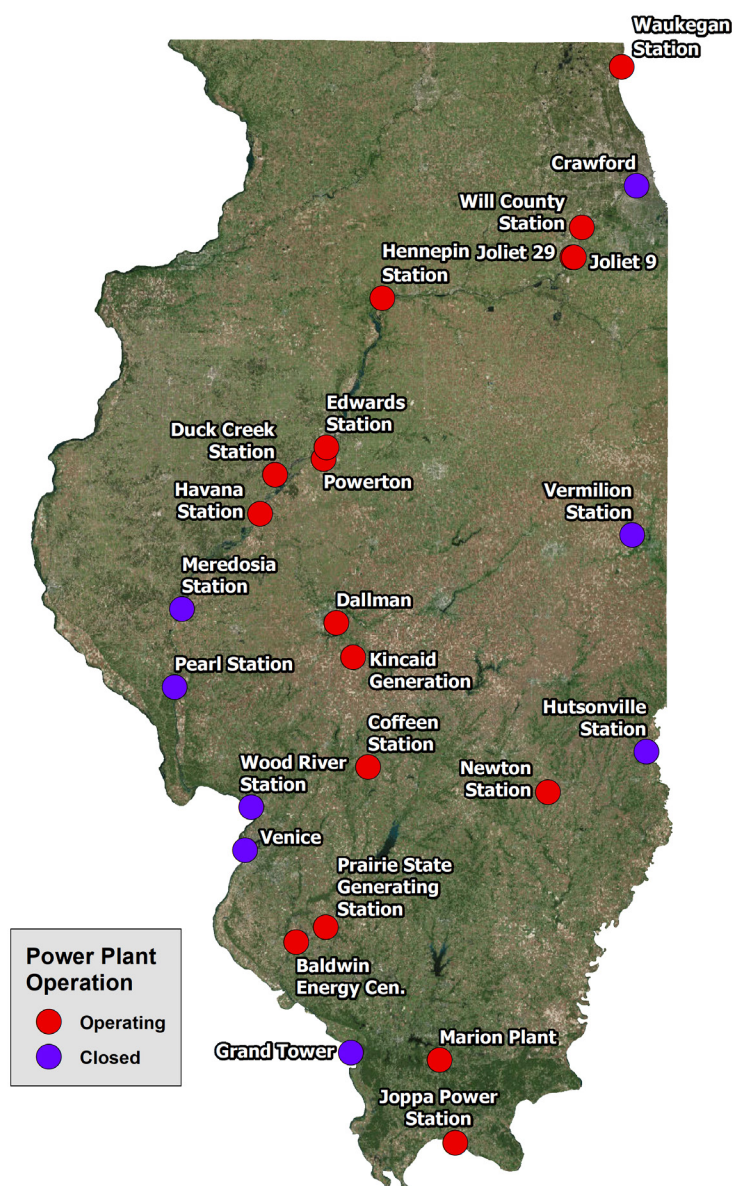 Waukegan
Station
Crawford
Will County
Station
Hennepin
Station
Joliet 29
Joliet 9
Edwards
Station
Duck Creek
Station
Powerton
Havana
Station
Vermilion
Station
Meredosia
Station
Dallman
Pearl Station
Kincaid
Generation
Hutsonville
Station
Coffeen
Station
Wood River
Station
Newton
Station
Venice
Prairie State
Generating
Station
Baldwin
Energy Cen.
Power Plant
Operation
Operating
Closed
Grand Tower
Marion Plant
Joppa Power
Station